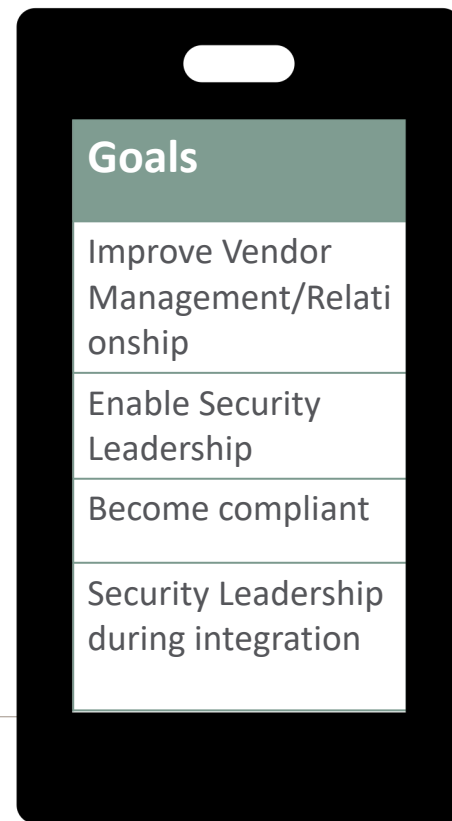 Goals
Improve Vendor
Management/Relati
onship
Enable Security
Leadership
Become compliant
Security Leadership
during integration